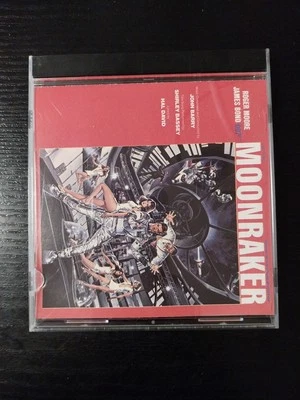 ROGER MOORE
JAMES BOND 007
MOONRAKER
JOHN BARRY
SHIRLEY BASSEY
HAL DAVID